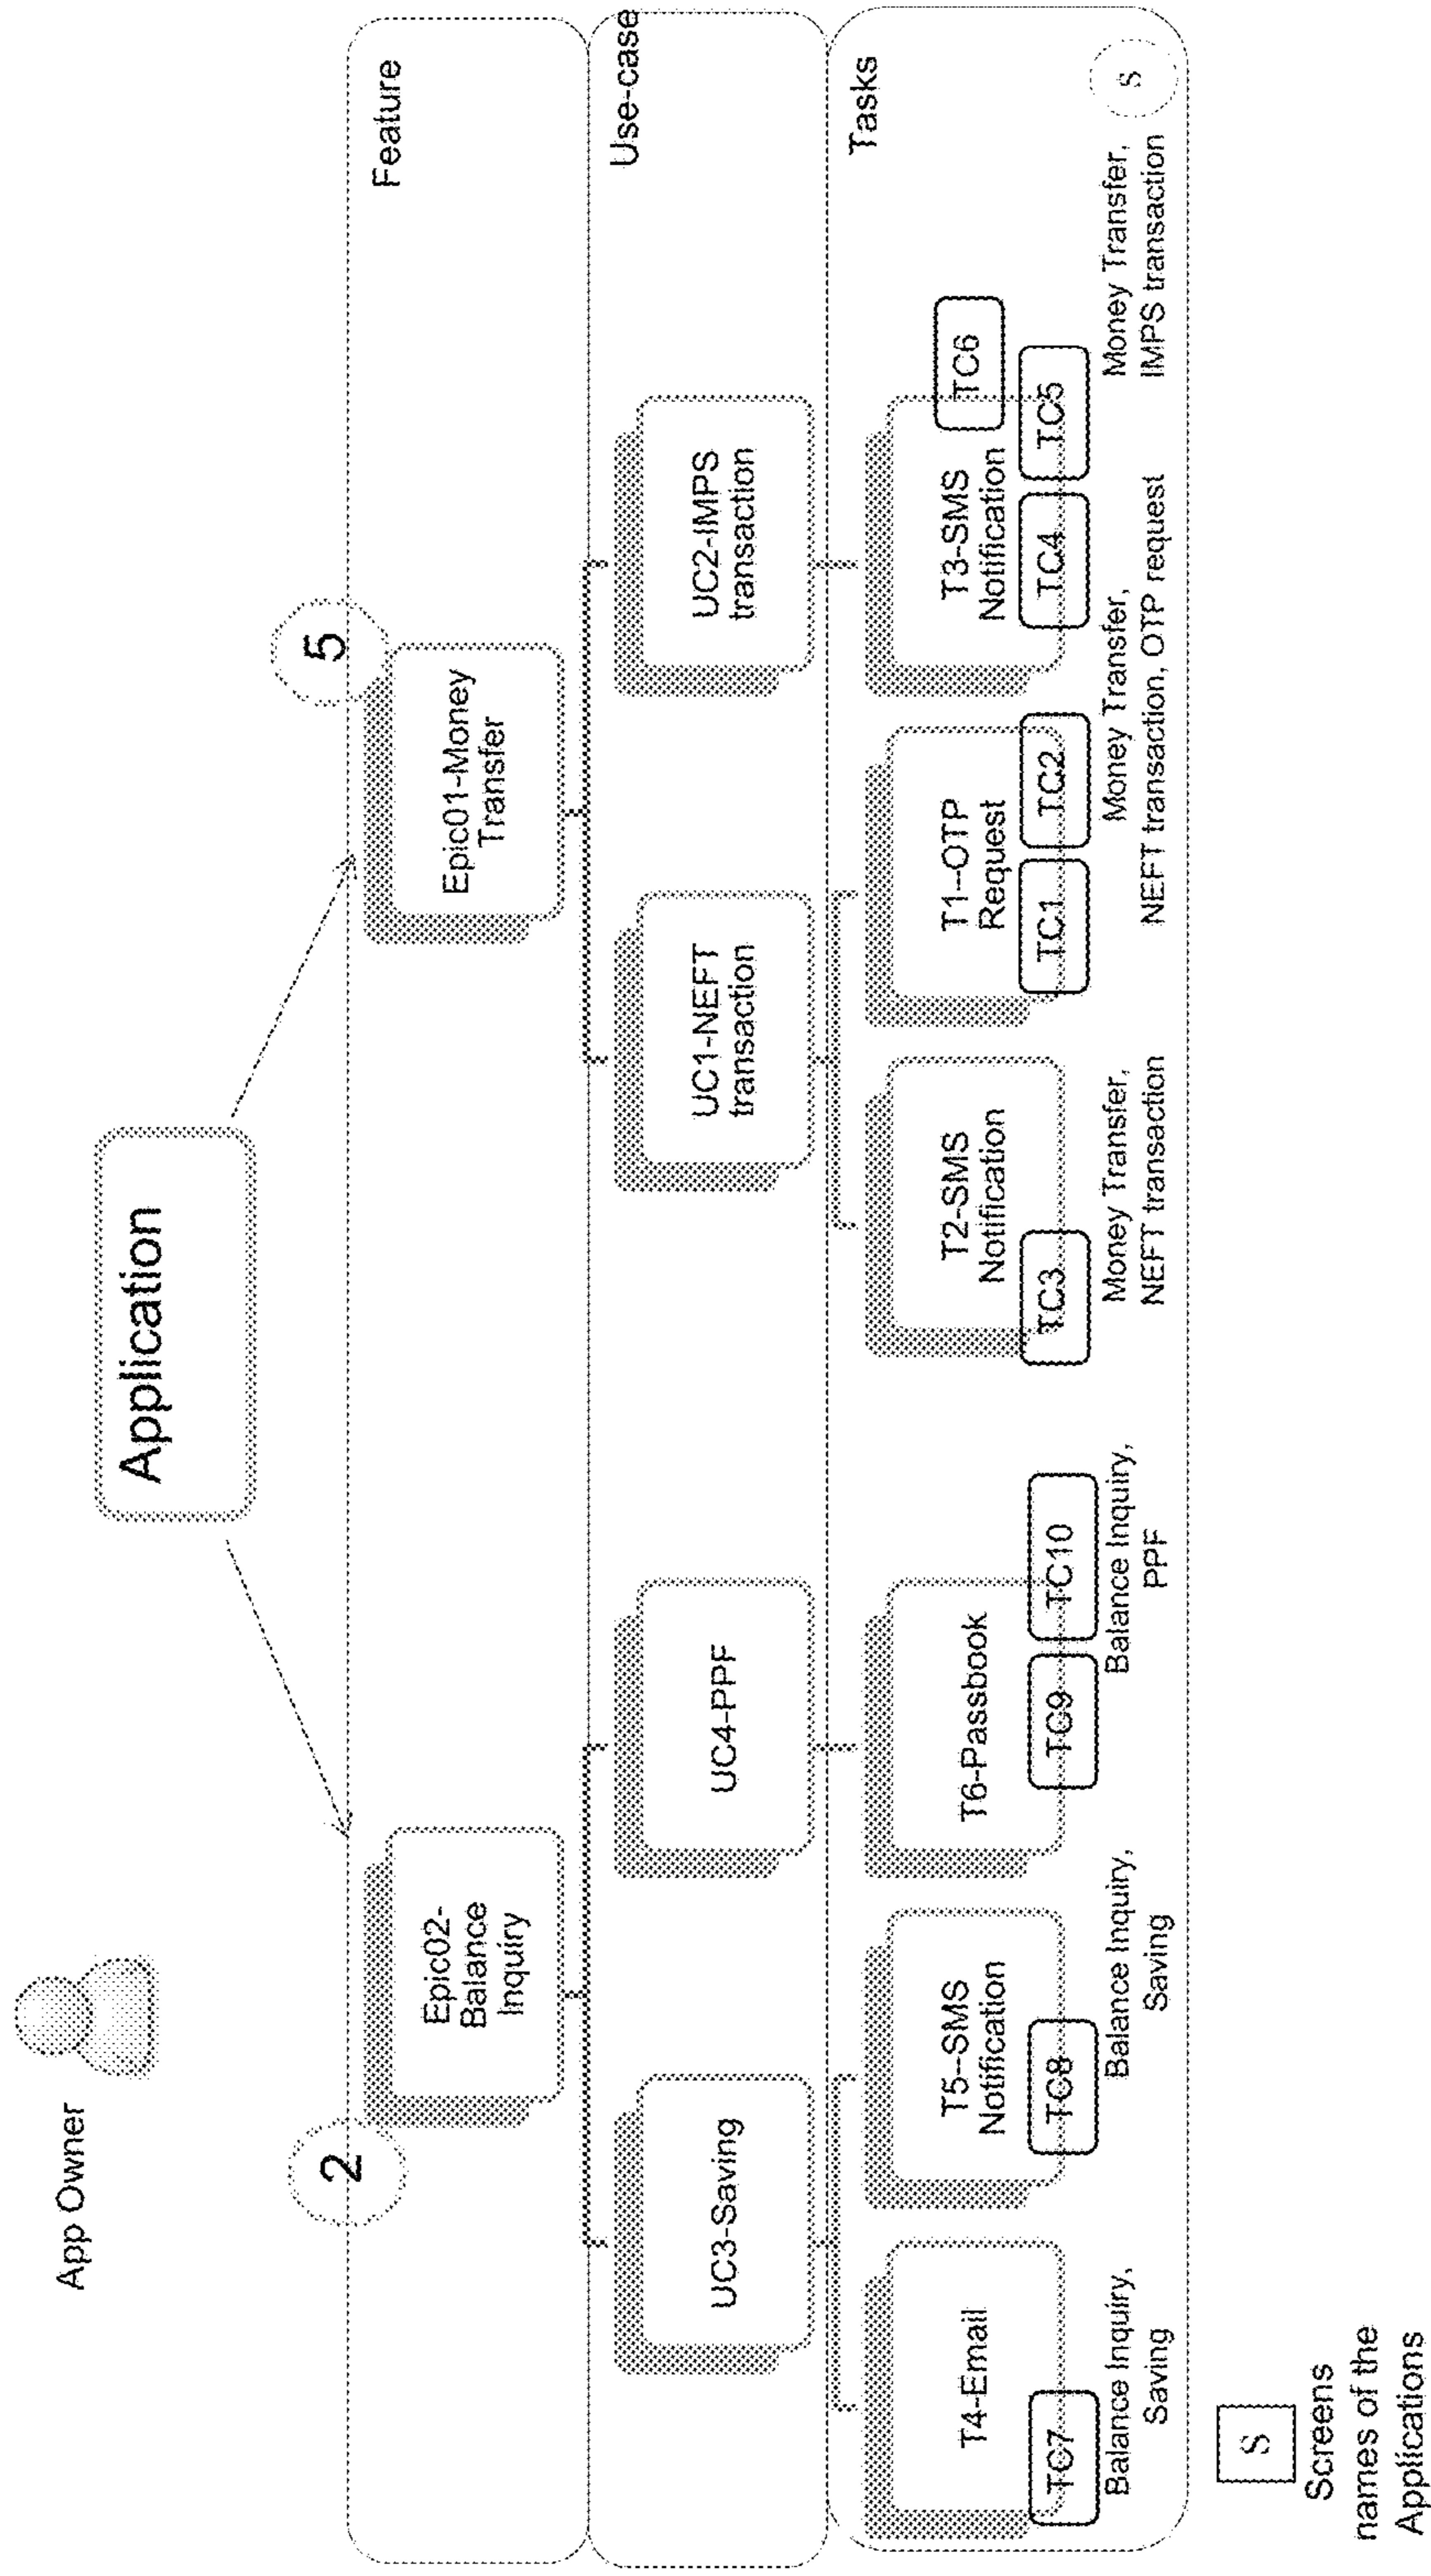 App Owner
Application
2
5
Feature
Epic02-
Balance
Inquiry
Epic01-Money
Transfer
Use-case
UC3-Saving
UC4-PPF
UC1-NEFT
transaction
UC2-IMPS
transaction
Tasks
T4-Email
TC7
Balance Inquiry,
Saving
T5--SMS
Notification
TC8
Balance Inquiry,
Saving
T6-Passbook
TC9
TC10
Balance Inquiry,
PPF
T2-SMS
Notification
TC3
Money Transfer,
NEFT transaction
T1--OTP
Request
TC1
TC2
Money Transfer,
NEFT transaction, OTP request
T3-SMS
Notification
TC6
TC4
TC5
Money Transfer,
IMPS transaction
S
S
Screens
names of the
Applications